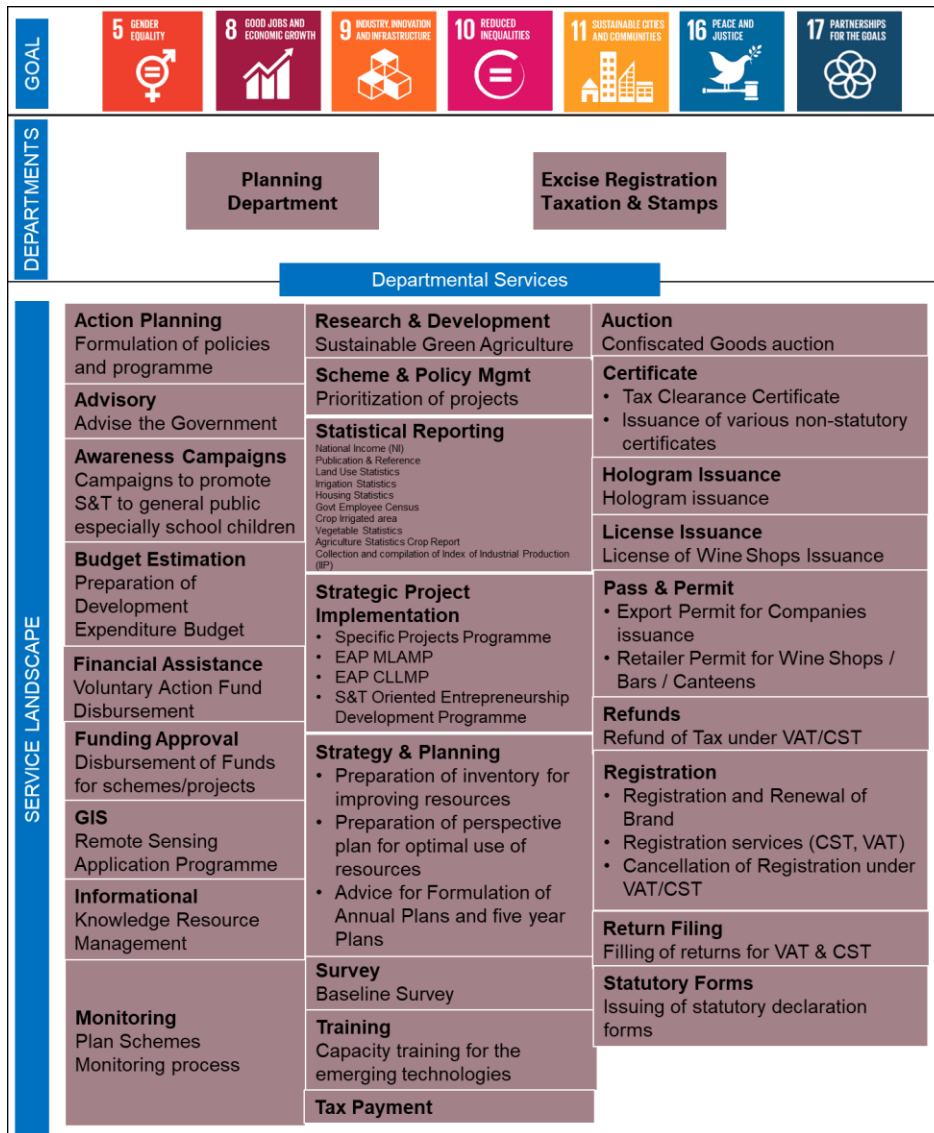 GOAL
5 GENDER
EQUALITY
8 GOOD JOBS AND
ECONOMIC GROWTH
9 INDUSTRY, INNOVATION
AND INFRASTRUCTURE
10 REDUCED
INEQUALITIES
11 SUSTAINABLE CITIES
AND COMMUNITIES
16 PEACE AND
JUSTICE
17 PARTNERSHIPS
FOR THE GOALS
DEPARTMENTS
Planning
Department
Excise Registration
Taxation & Stamps
Departmental Services
SERVICE LANDSCAPE
Action Planning
Formulation of policies
and programme
Advisory
Advise the Government
Awareness Campaigns
Campaigns to promote
S&T to general public
especially school children
Budget Estimation
Preparation of
Development
Expenditure Budget
Financial Assistance
Voluntary Action Fund
Disbursement
Funding Approval
Disbursement of Funds
for schemes/projects
GIS
Remote Sensing
Application Programme
Informational
Knowledge Resource
Management
Monitoring
Plan Schemes
Monitoring process
Research & Development
Sustainable Green Agriculture
Scheme & Policy Mgmt
Prioritization of projects
Statistical Reporting
National Income (NI)
Publication & Reference
Land Use Statistics
Irrigation Statistics
Housing Statistics
Govt Employee Census
Crop Irrigated area
Vegetable Statistics
Agriculture Statistics Crop Report
Collection and compilation of Index of Industrial Production
(IIP)
Strategic Project
Implementation
• Specific Projects Programme
• EAP MLAMP
• EAP CLLMP
• S&T Oriented Entrepreneurship
Development Programme
Strategy & Planning
• Preparation of inventory for
improving resources
• Preparation of perspective
plan for optimal use of
resources
• Advice for Formulation of
Annual Plans and five year
Plans
Survey
Baseline Survey
Training
Capacity training for the
emerging technologies
Tax Payment
Auction
Confiscated Goods auction
Certificate
• Tax Clearance Certificate
• Issuance of various non-statutory
certificates
Hologram Issuance
Hologram issuance
License Issuance
License of Wine Shops Issuance
Pass & Permit
• Export Permit for Companies
issuance
• Retailer Permit for Wine Shops /
Bars / Canteens
Refunds
Refund of Tax under VAT/CST
Registration
• Registration and Renewal of
Brand
• Registration services (CST, VAT)
• Cancellation of Registration under
VAT/CST
Return Filing
Filling of returns for VAT & CST
Statutory Forms
Issuing of statutory declaration
forms